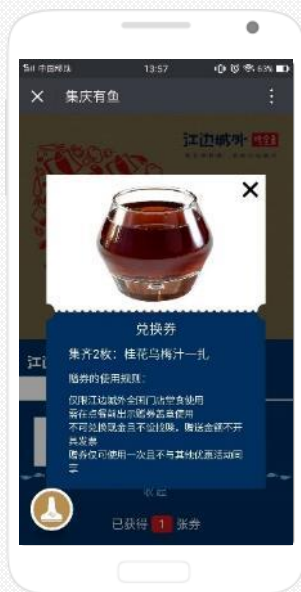 中国移动
13:57
63%
集庆有鱼
江边城外
兑换券
集齐2枚：桂花乌梅汁一扎
赠券的使用规则：
仅限江边城外全国门店堂食使用
需在点餐前出示赠券盖章使用
不可兑换现金且不设找赎，赠送金额不开
具发票
赠券仅可使用一次且不与其他优惠活动同
享
江边
收起
已获得 1 张券